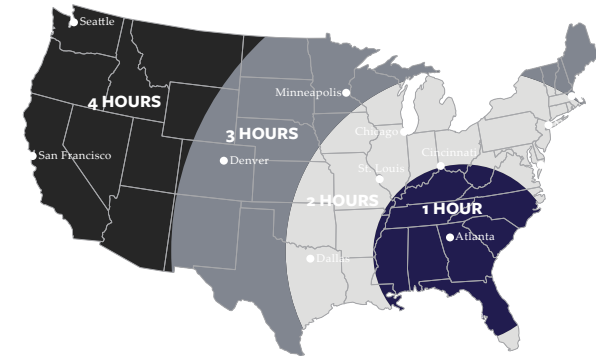 Seattle
4 HOURS
Minneapolis
3 HOURS
Chicago
San Francisco
Denver
Cincinnati
St. Louis
2 HOURS
1 HOUR
Atlanta
Dallas